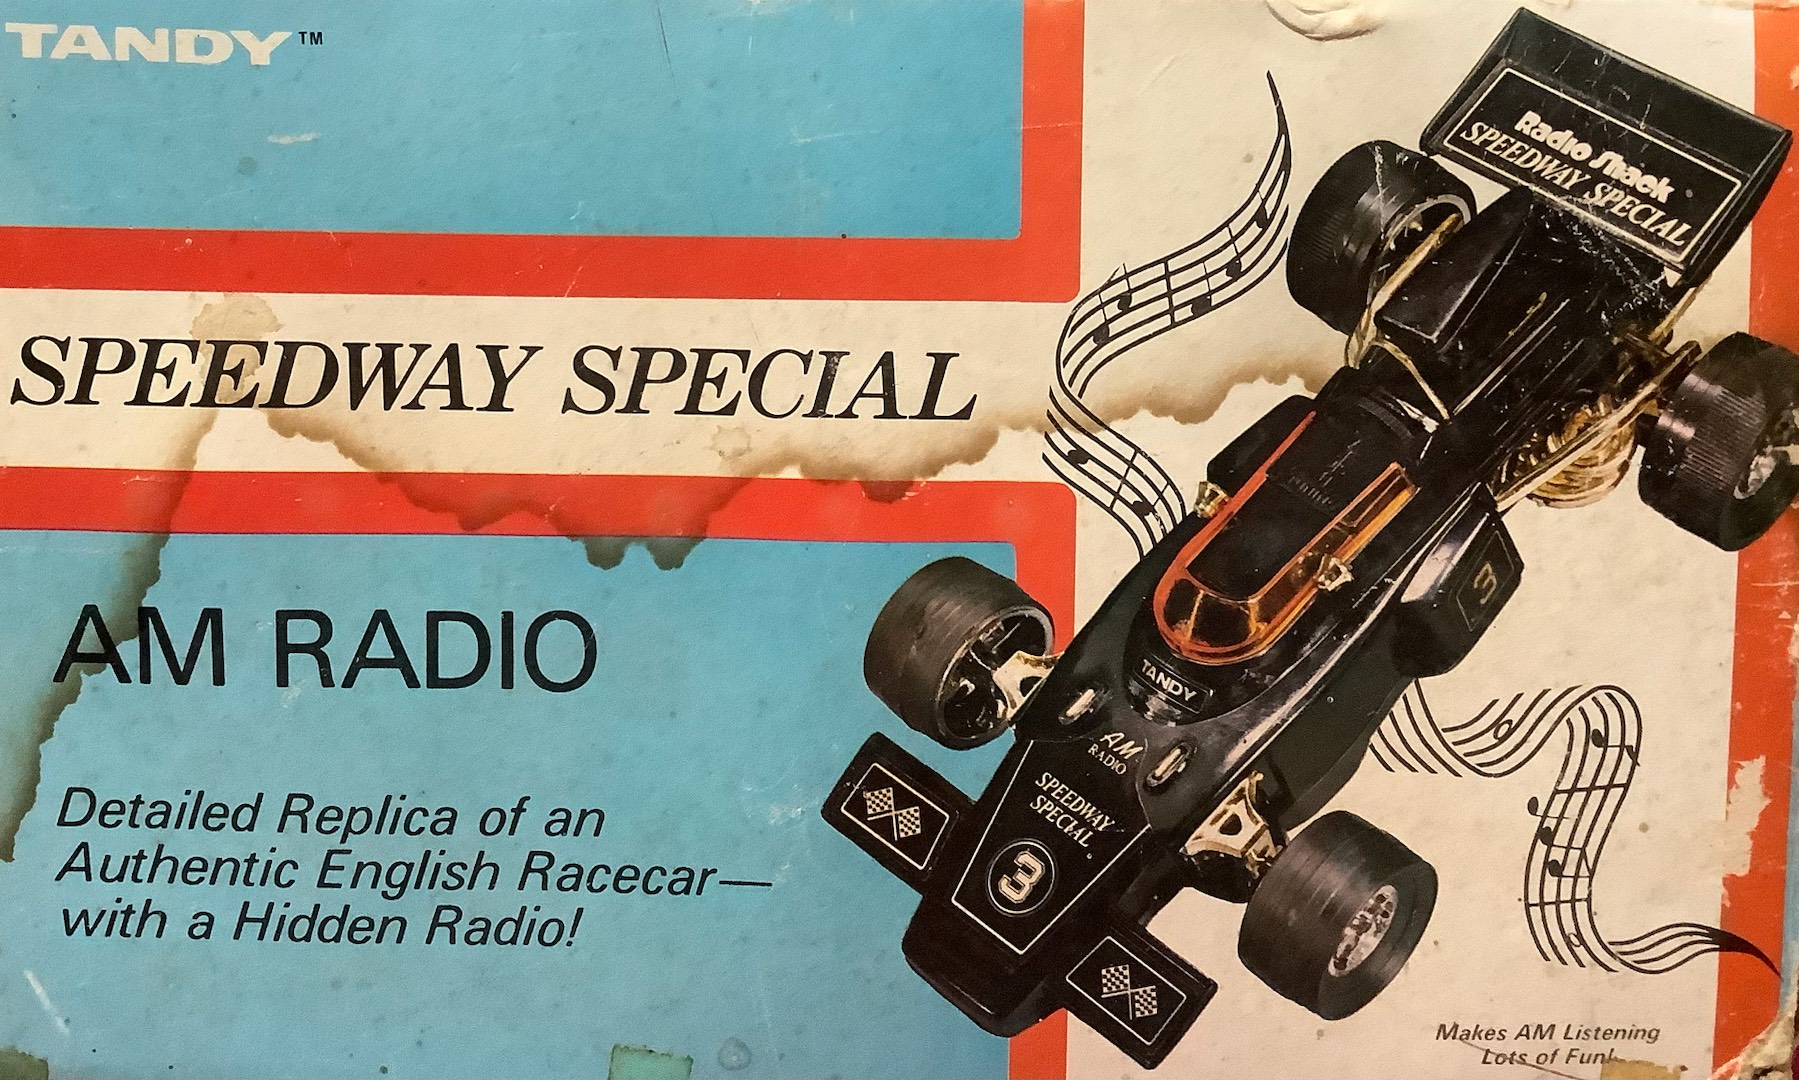 TANDY™
SPEEDWAY SPECIAL
AM RADIO
Detailed Replica of an
Authentic English Racecar—
with a Hidden Radio!
Radio Shack
SPEEDWAY SPECIAL
3
TANDY
AM
RADIO
SPEEDWAY
SPECIAL
3
Makes AM Listening
Lots of Fun!